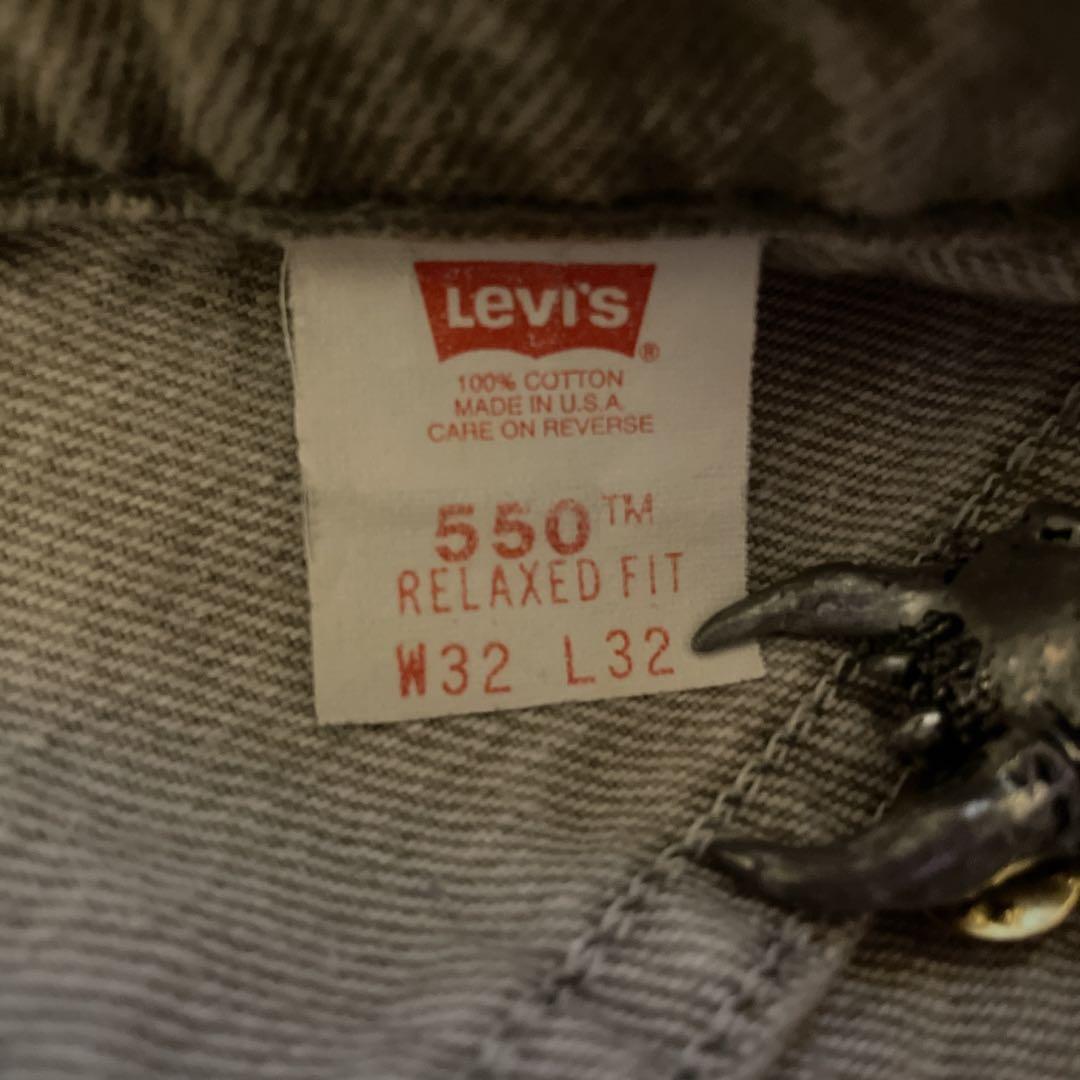 LEVI'S ®
100% COTTON
MADE IN U.S.A.
CARE ON REVERSE
550™
RELAXED FIT
W32 L32